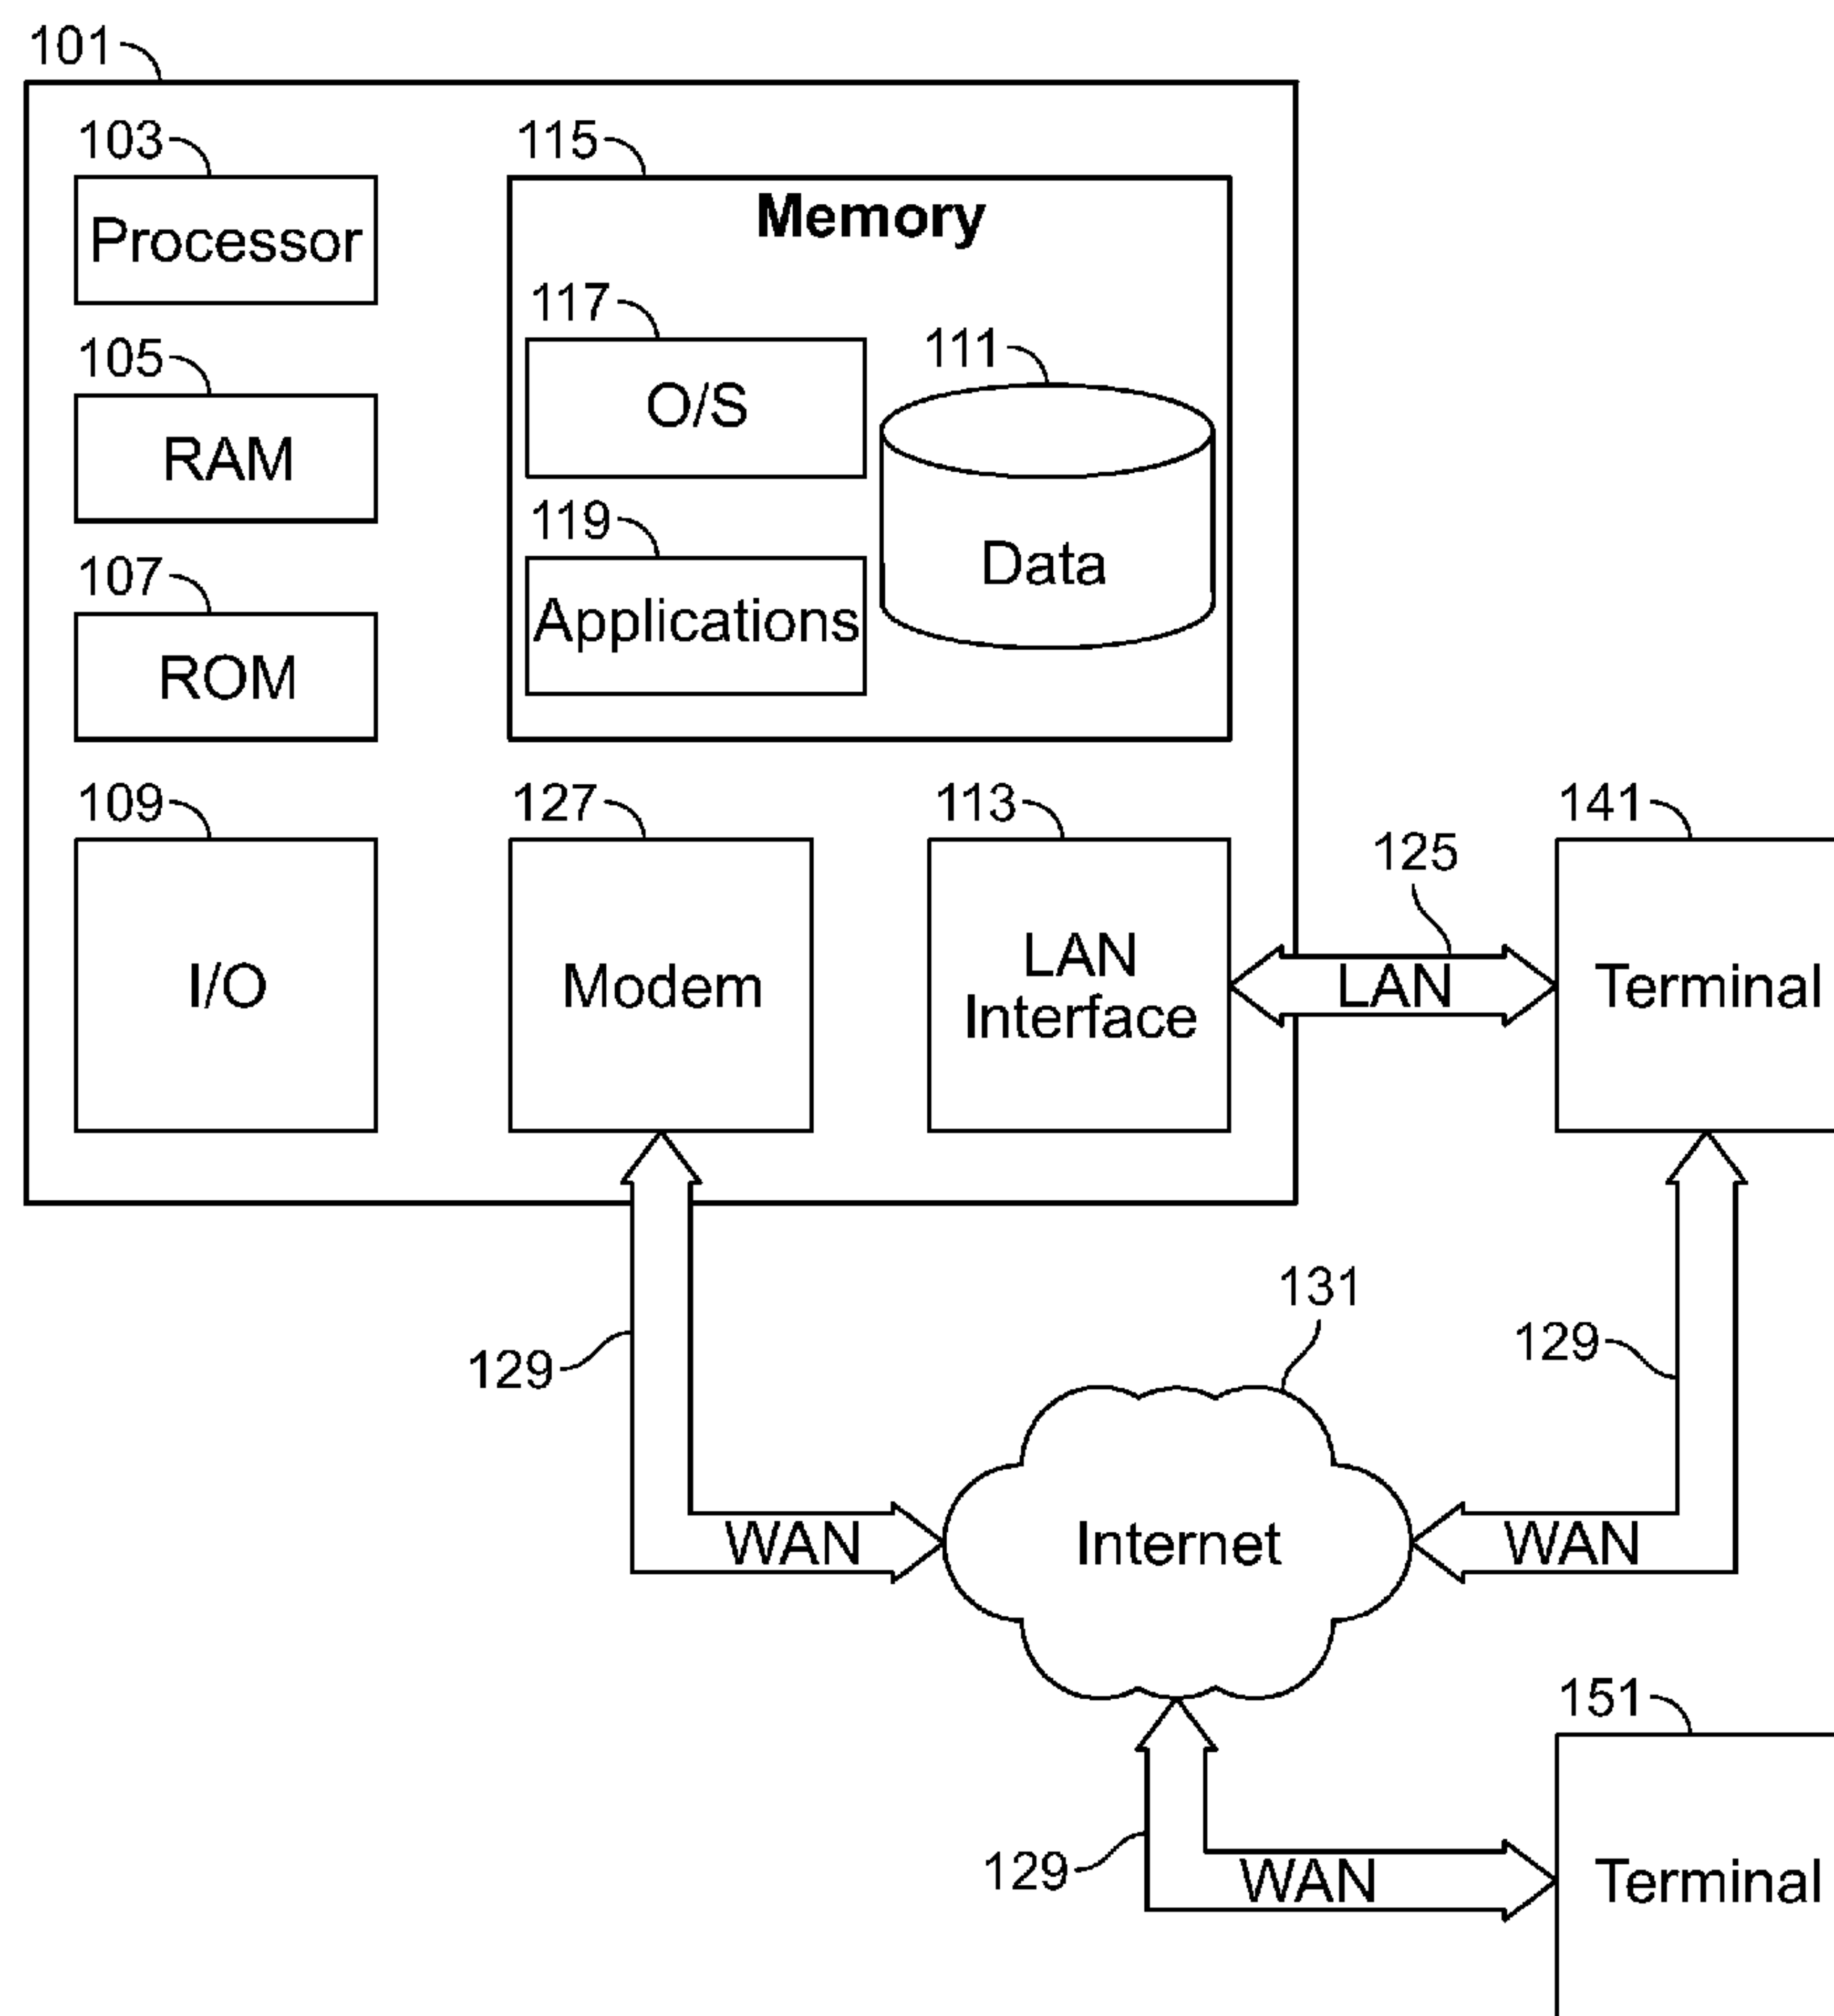 101
103
Processor
105
RAM
107
ROM
109
I/O
115
Memory
117
O/S
119
Applications
111
Data
127
Modem
113
LAN
Interface
125
LAN
141
Terminal
129
WAN
131
Internet
129
WAN
129
WAN
151
Terminal